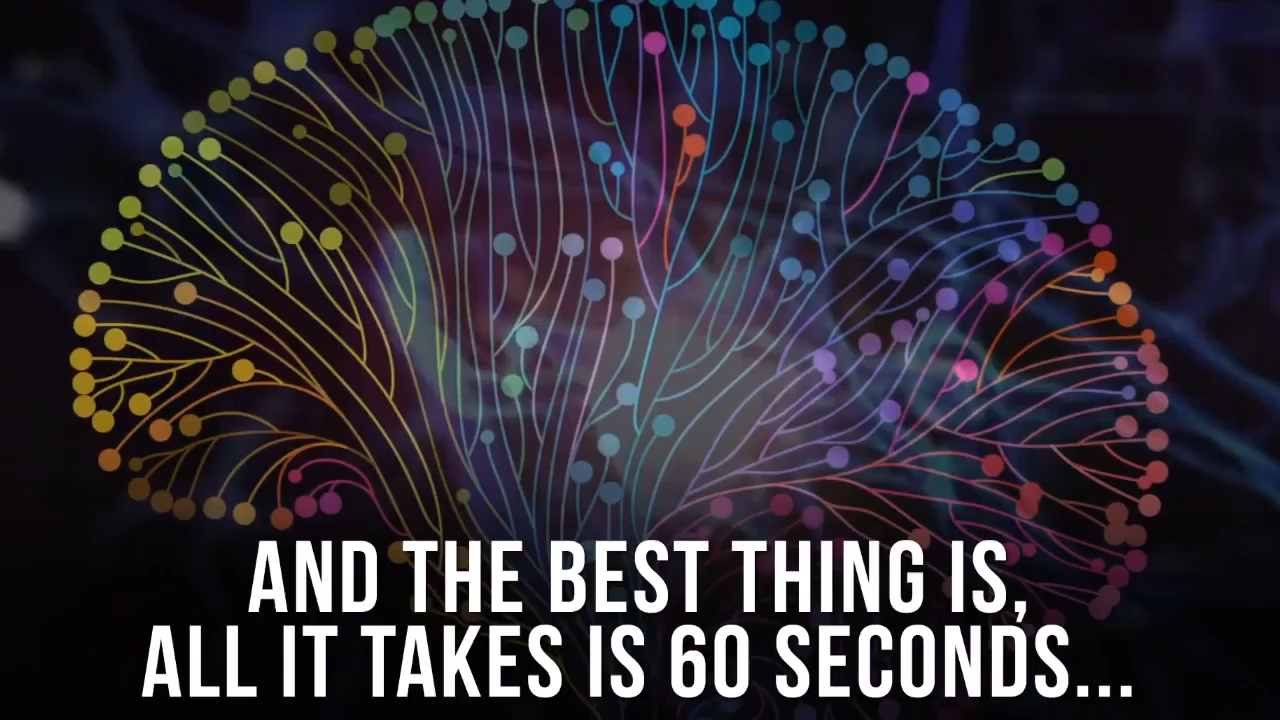 AND THE BEST THING IS,
ALL IT TAKES IS 60 SECONDS...